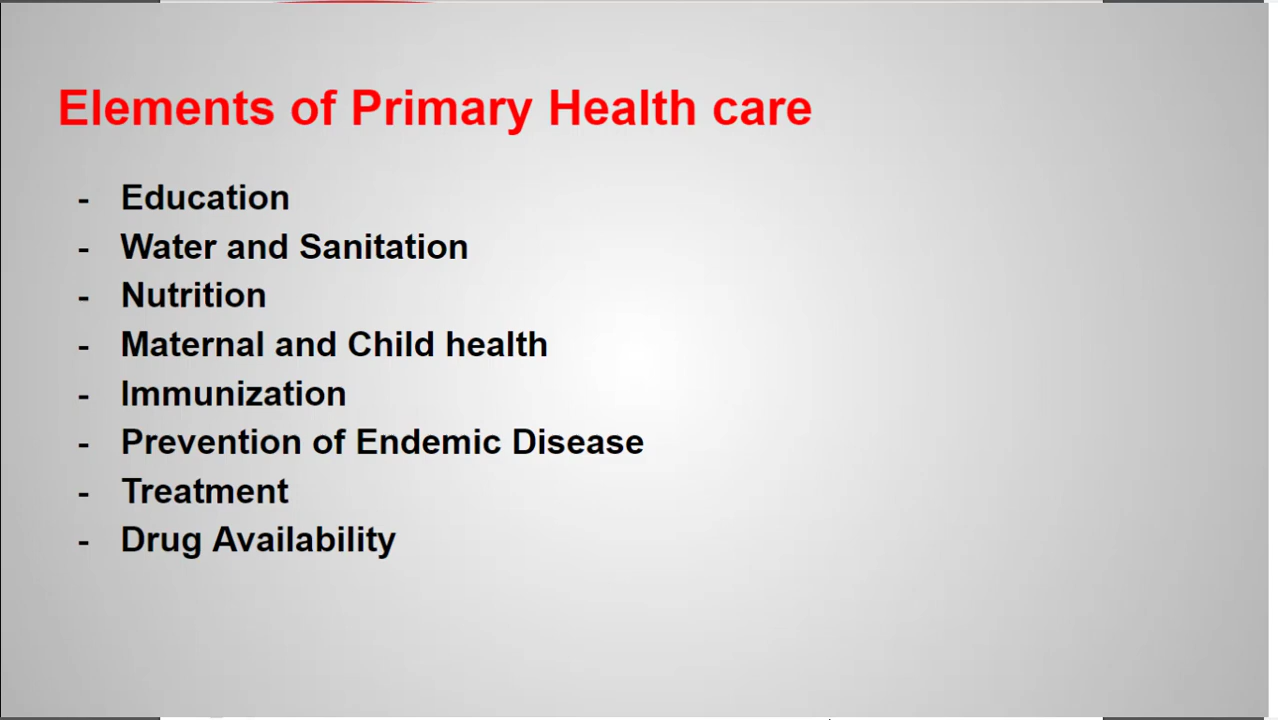 Elements of Primary Health care
- Education
- Water and Sanitation
- Nutrition
- Maternal and Child health
- Immunization
- Prevention of Endemic Disease
- Treatment
- Drug Availability